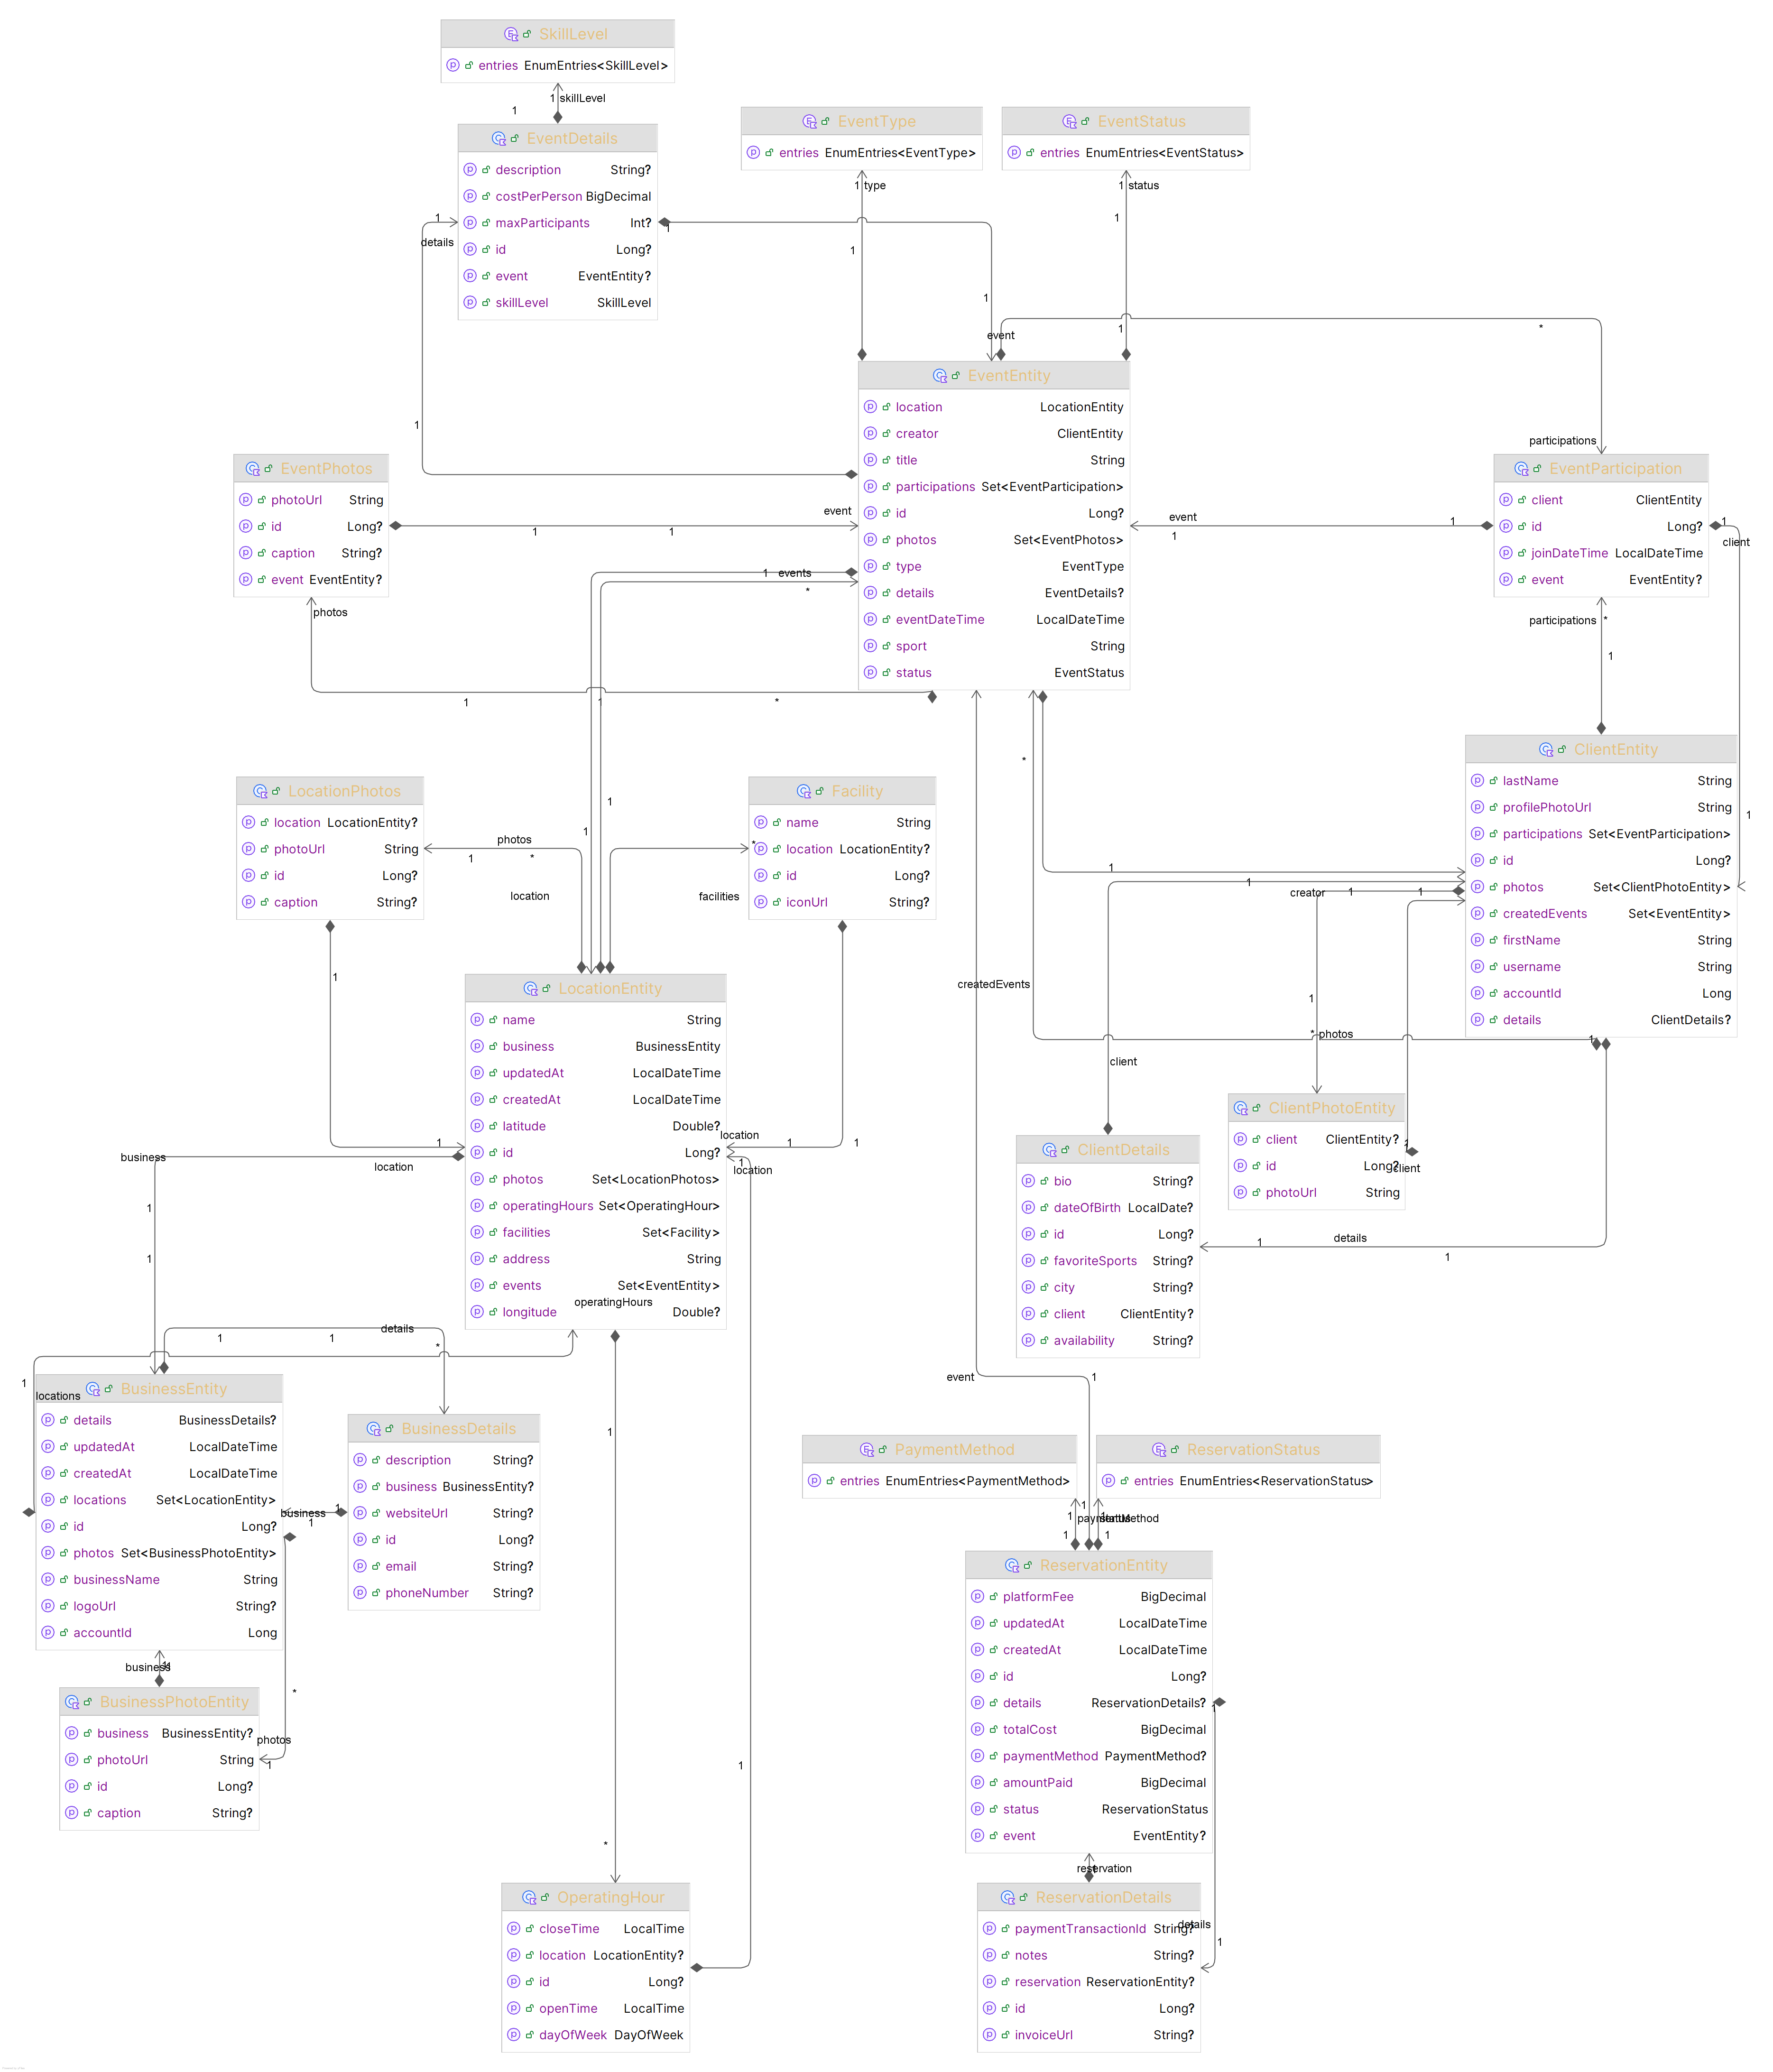 SkillLevel
entries EnumEntries<SkillLevel>
1 skillLevel
1
EventDetails
description String?
costPerPerson BigDecimal
maxParticipants Int?
id Long?
event EventEntity?
skillLevel SkillLevel
1
details
1
1
1
EventType
entries EnumEntries<EventType>
1 type
1
EventStatus
entries EnumEntries<EventStatus>
1 status
1
1
event
*
participations
EventEntity
location LocationEntity
creator ClientEntity
title String
participations Set<EventParticipation>
id Long?
photos Set<EventPhotos>
type EventType
details EventDetails?
eventDateTime LocalDateTime
sport String
status EventStatus
EventPhotos
photoUrl String
id Long?
caption String?
event EventEntity?
event
1 1
photos
1 1 *
1 events
*
EventParticipation
client ClientEntity
id Long?
joinDateTime LocalDateTime
event EventEntity?
event 1
1
1
client
participations *
1
1
ClientEntity
lastName String
profilePhotoUrl String
participations Set<EventParticipation>
id Long?
photos Set<ClientPhotoEntity>
createdEvents Set<EventEntity>
firstName String
username String
accountId Long
details ClientDetails?
LocationPhotos
location LocationEntity?
photoUrl String
id Long?
caption String?
photos
1 *
location
1
1
Facility
name String
location LocationEntity?
id Long?
iconUrl String?
*
facilities
*
1
1
creator 1 1
createdEvents
1
* photos
1
client
1
1
LocationEntity
name String
business BusinessEntity
updatedAt LocalDateTime
createdAt LocalDateTime
latitude Double?
id Long?
photos Set<LocationPhotos>
operatingHours Set<OperatingHour>
facilities Set<Facility>
address String
events Set<EventEntity>
longitude Double?
operatingHours
location
1 1
1
location
1
location
business
1
1
ClientPhotoEntity
client ClientEntity?
id Long?
photoUrl String
client
ClientDetails
bio String?
dateOfBirth LocalDate?
id Long?
favoriteSports String?
city String?
client ClientEntity?
availability String?
details
1 1
1 1 details
*
1
locations
BusinessEntity
details BusinessDetails?
updatedAt LocalDateTime
createdAt LocalDateTime
locations Set<LocationEntity>
id Long?
photos Set<BusinessPhotoEntity>
businessName String
logoUrl String?
accountId Long
BusinessDetails
description String?
business BusinessEntity?
websiteUrl String?
id Long?
email String?
phoneNumber String?
business 1
1
1
event 1
PaymentMethod
entries EnumEntries<PaymentMethod>
ReservationStatus
entries EnumEntries<ReservationStatus>
1
1 paymentMethod
status
1 1
ReservationEntity
platformFee BigDecimal
updatedAt LocalDateTime
createdAt LocalDateTime
id Long?
details ReservationDetails?
totalCost BigDecimal
paymentMethod PaymentMethod?
amountPaid BigDecimal
status ReservationStatus
event EventEntity?
1
business
*
photos
1
BusinessPhotoEntity
business BusinessEntity?
photoUrl String
id Long?
caption String?
1
*
OperatingHour
closeTime LocalTime
location LocationEntity?
id Long?
openTime LocalTime
dayOfWeek DayOfWeek
reservation
ReservationDetails
paymentTransactionId String?
notes String?
reservation ReservationEntity?
id Long?
invoiceUrl String?
details
1